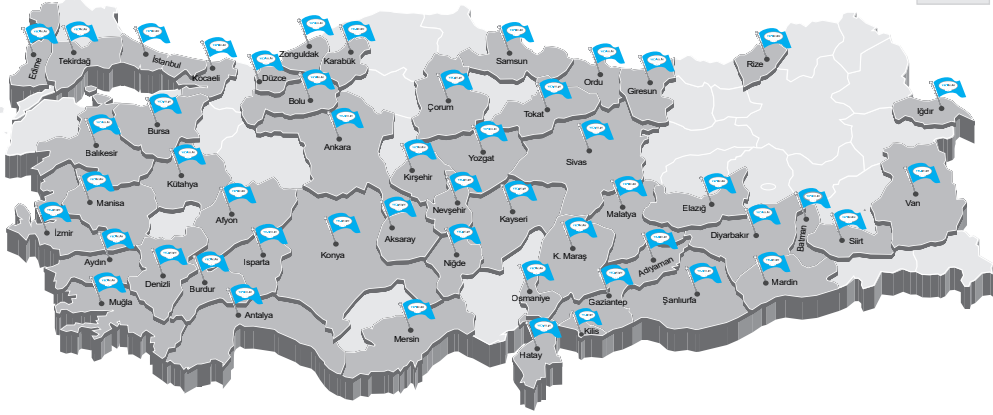 Edirne
Tekirdağ
İstanbul
Kocaeli
Düzce
Zonguldak
Karabük
Bolu
Samsun
Ordu
Giresun
Rize
Iğdır
Çorum
Tokat
Bursa
Balıkesir
Ankara
Kırşehir
Yozgat
Sivas
Kütahya
Manisa
Afyon
Nevşehir
Kayseri
Malatya
Elazığ
Van
İzmir
Aksaray
Diyarbakır
Batman
Siirt
Aydın
Isparta
Konya
Niğde
K. Maraş
Adıyaman
Denizli
Burdur
Mardin
Muğla
Antalya
Osmaniye
Gaziantep
Şanlıurfa
Mersin
Kilis
Hatay